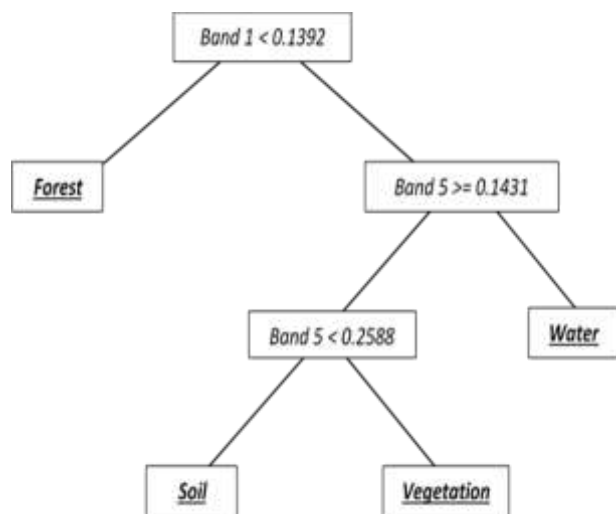 Band 1 < 0.1392
Forest
Band 5 >= 0.1431
Band 5 < 0.2588
Water
Soil
Vegetation